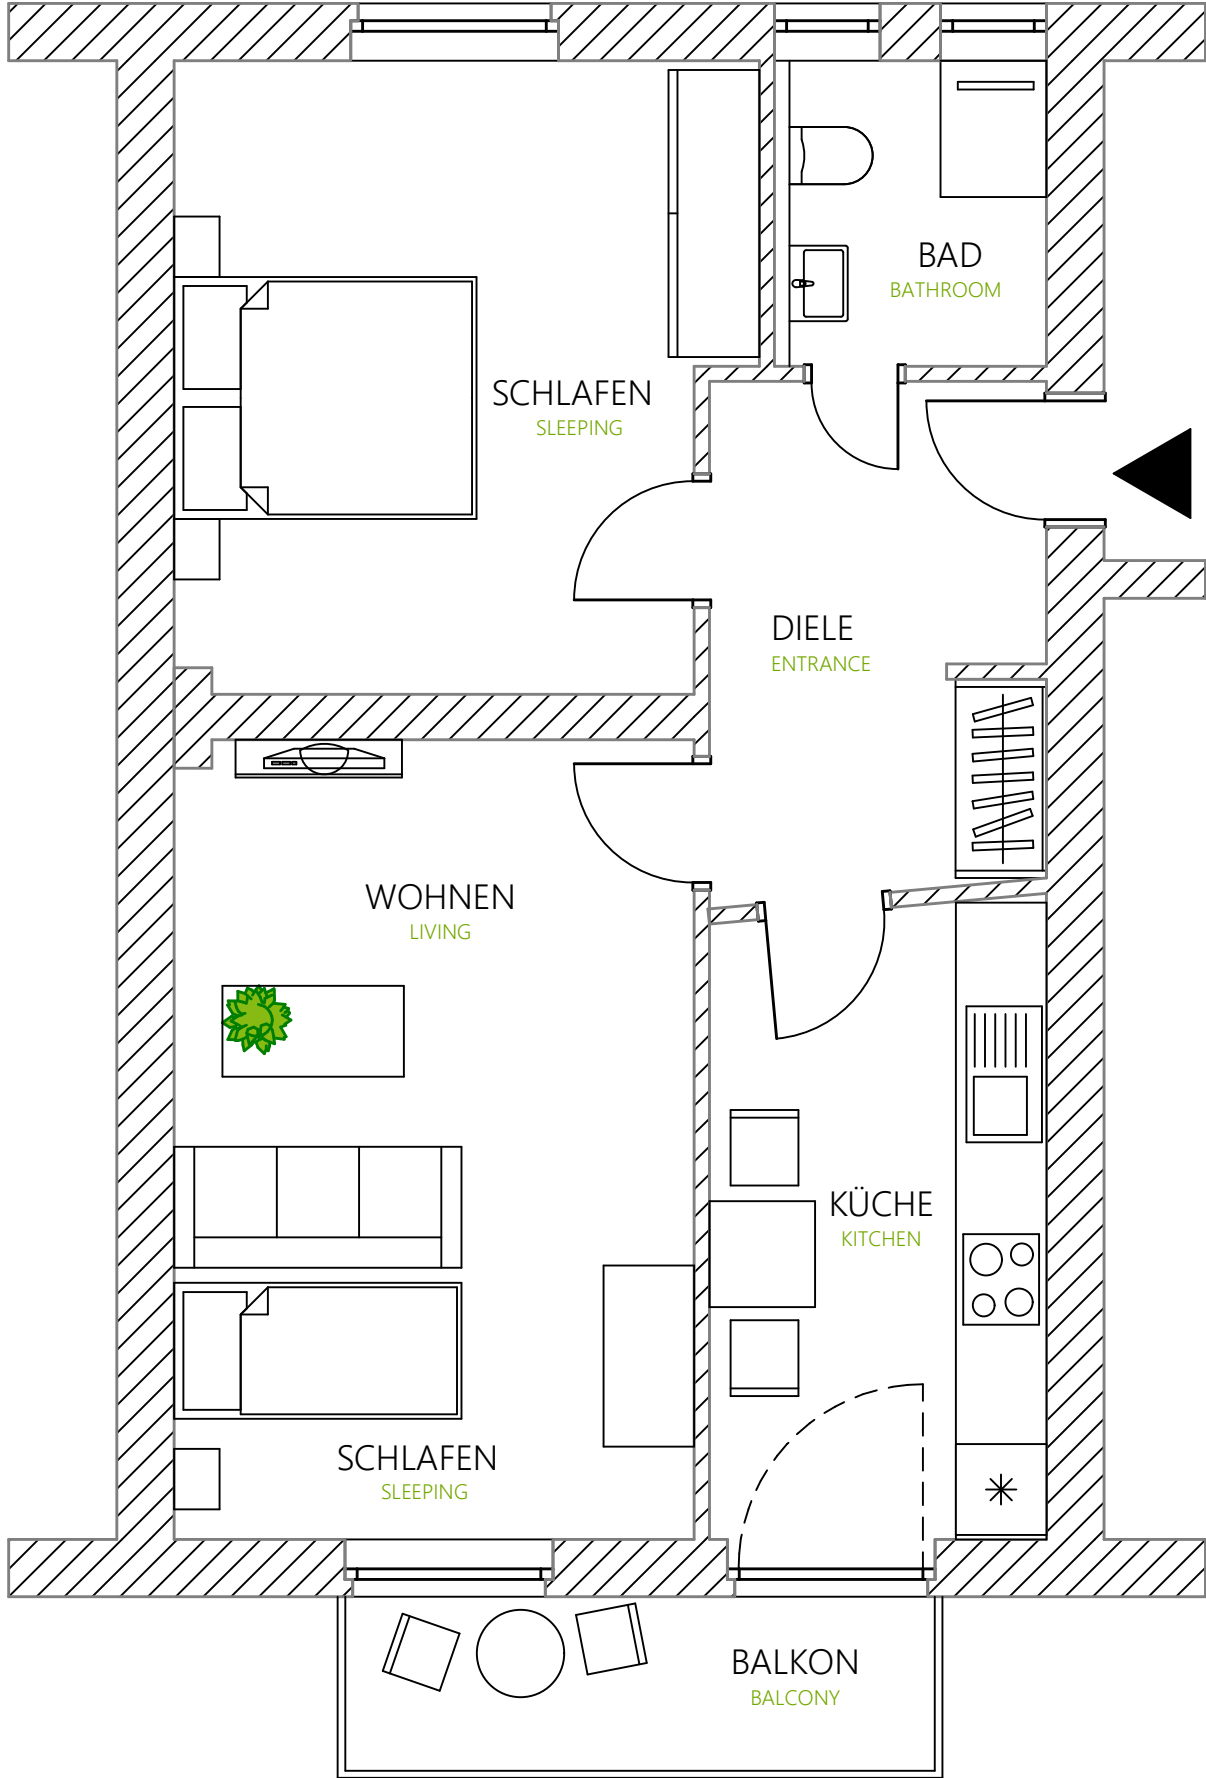 BAD
BATHROOM
SCHLAFEN
SLEEPING
DIELE
ENTRANCE
WOHNEN
LIVING
KÜCHE
KITCHEN
SCHLAFEN
SLEEPING
BALKON
BALCONY